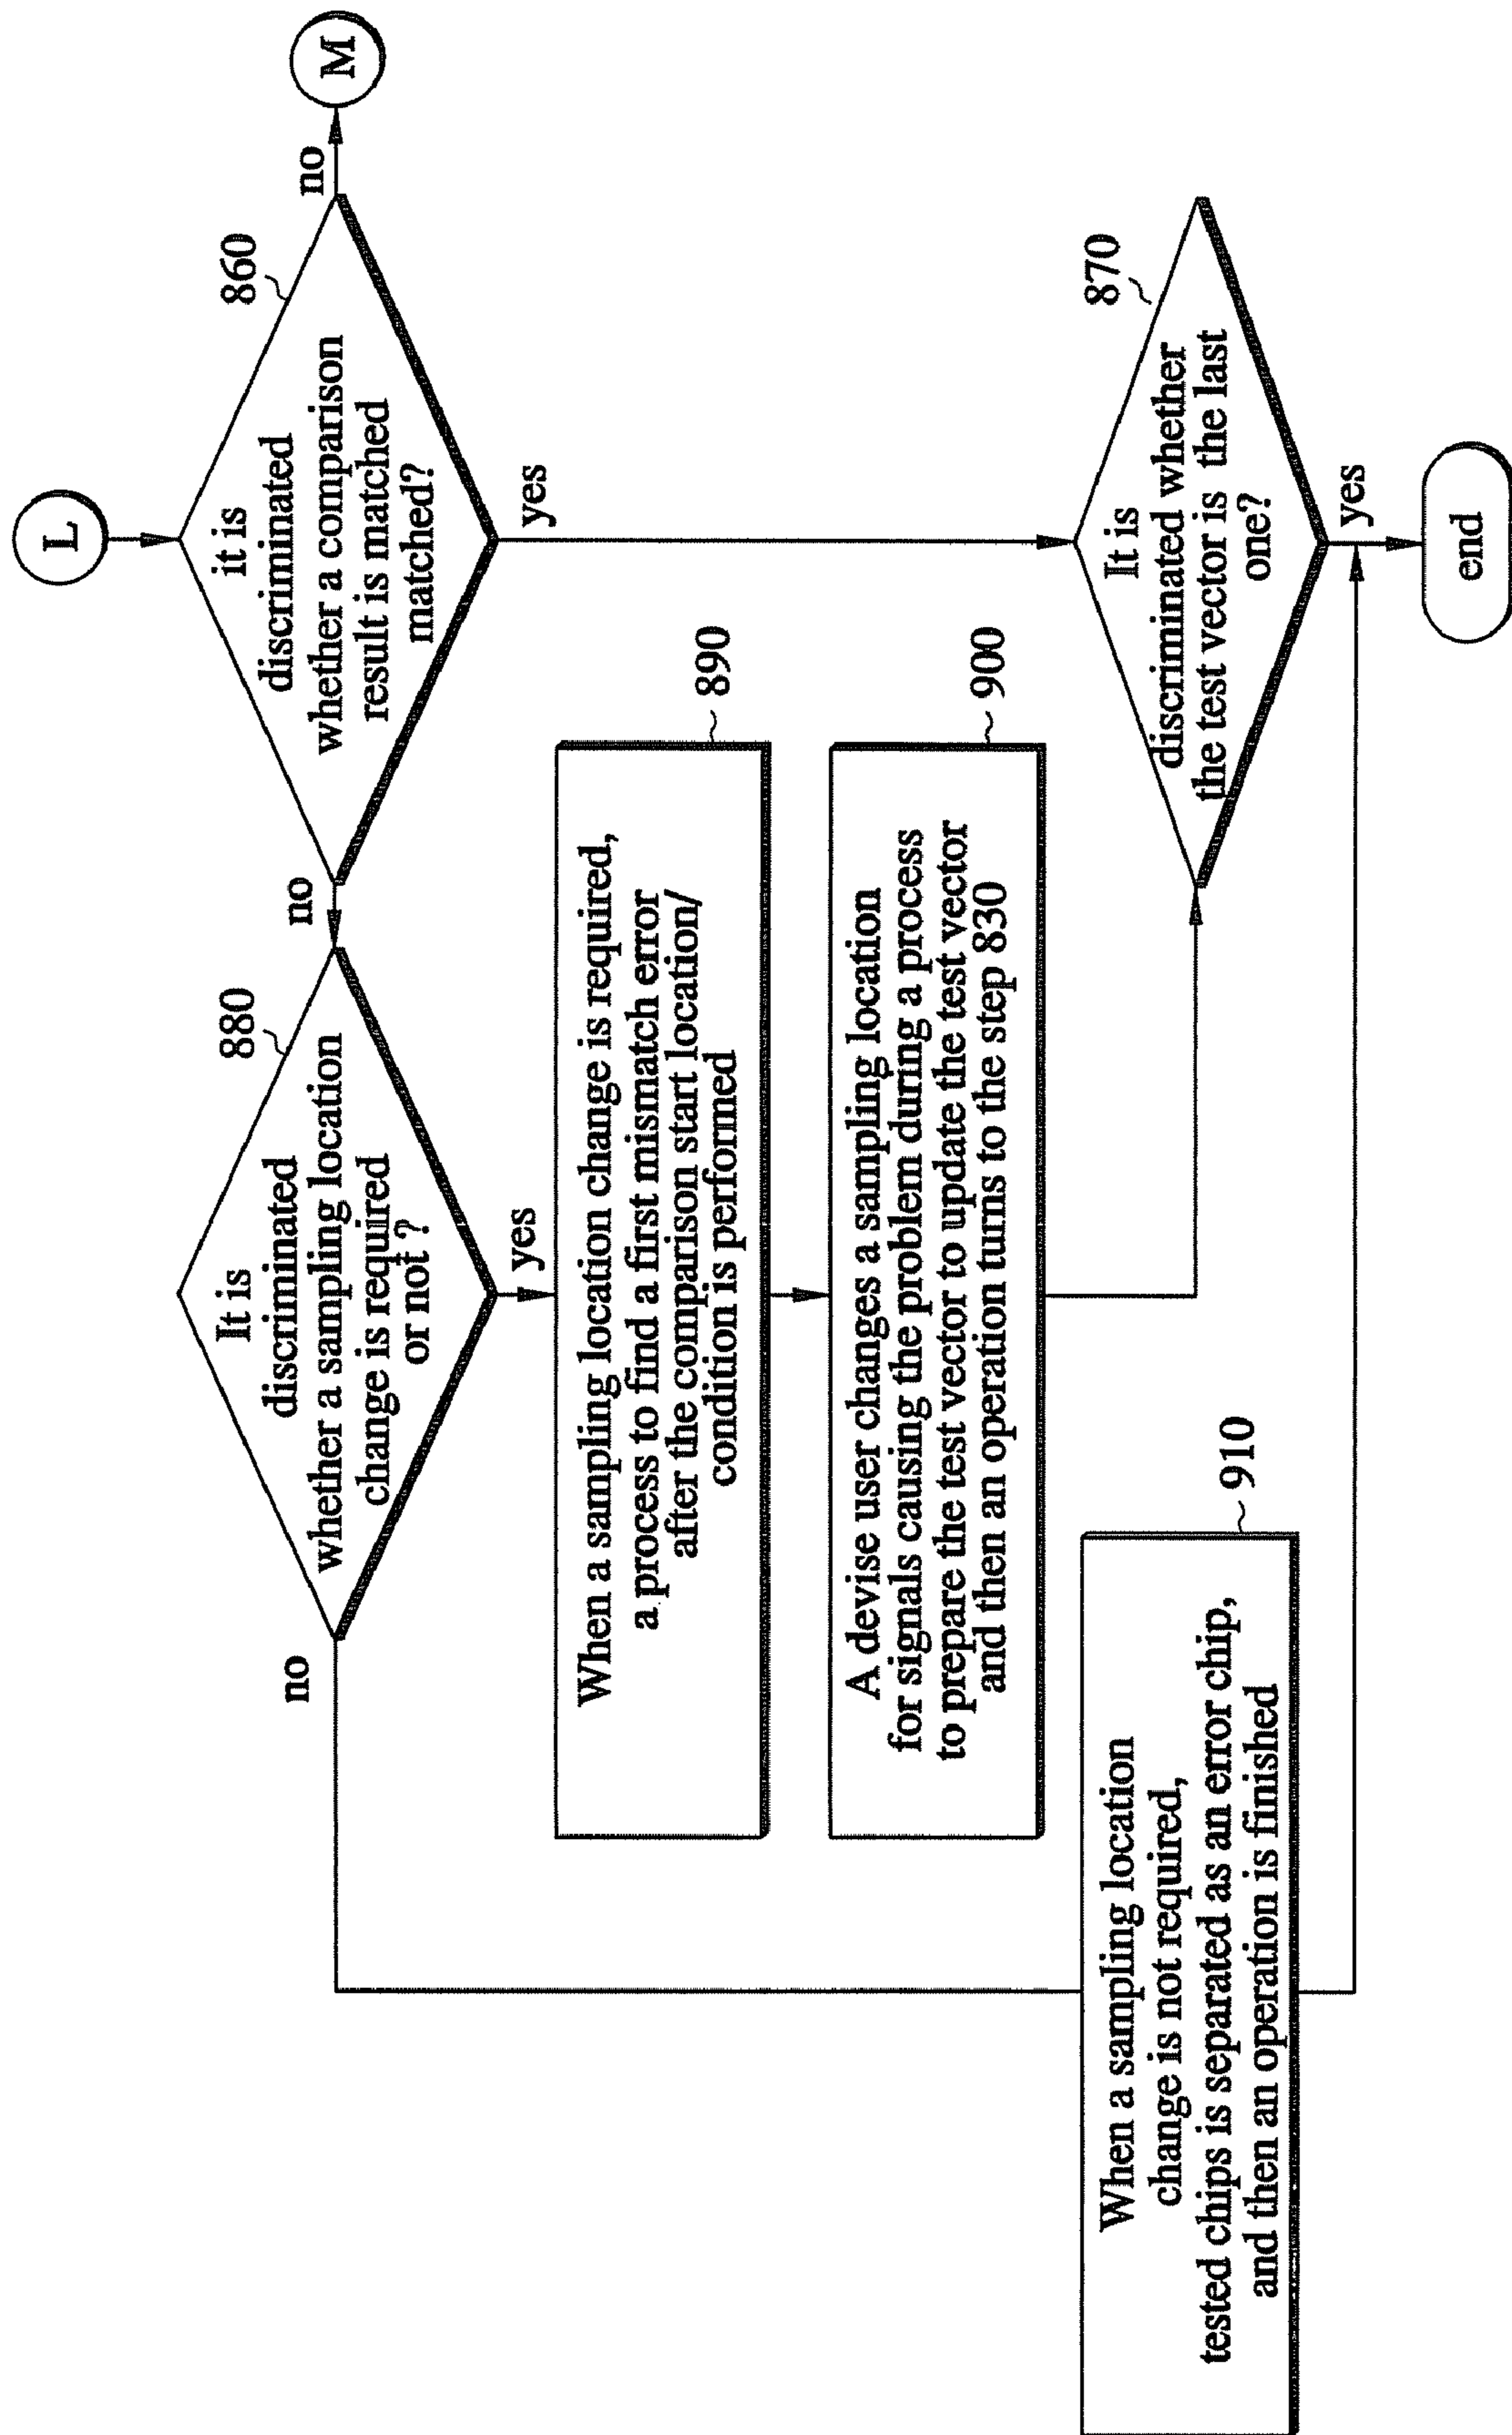 L
it is
discriminated
whether a comparison
result is matched
matched?
860
no
M
no
yes
It is
discriminated
whether a sampling location
change is required
or not ?
880
no
yes
When a sampling location change is required,
a process to find a first mismatch error
after the comparison start location/
condition is performed
890
A devise user changes a sampling location
for signals causing the problem during a process
to prepare the test vector to update the test vector
and then an operation turns to the step 830
900
It is
discriminated whether
the test vector is the last
one?
870
yes
When a sampling location
change is not required,
tested chips is separated as an error chip,
and then an operation is finished
910
end